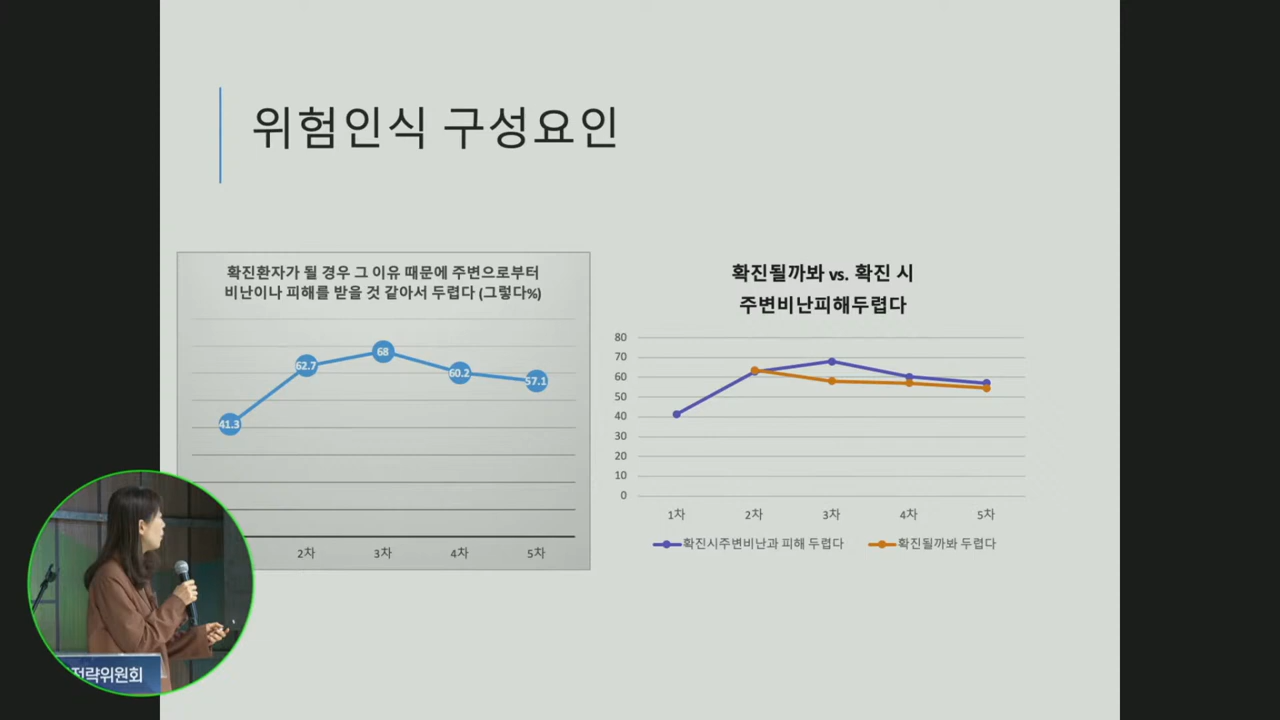 위험인식 구성요인
확진환자가 될 경우 그 이유 때문에 주변으로부터
비난이나 피해를 받을 것 같아서 두렵다 (그렇다%)
41.3
62.7
68
60.2
57.1
2차
3차
4차
5차
확진될까봐 vs. 확진 시
주변비난피해두렵다
80
70
60
50
40
30
20
10
0
1차
2차
3차
4차
5차
확진시주변비난과 피해 두렵다
확진될까봐 두렵다
전략위원회